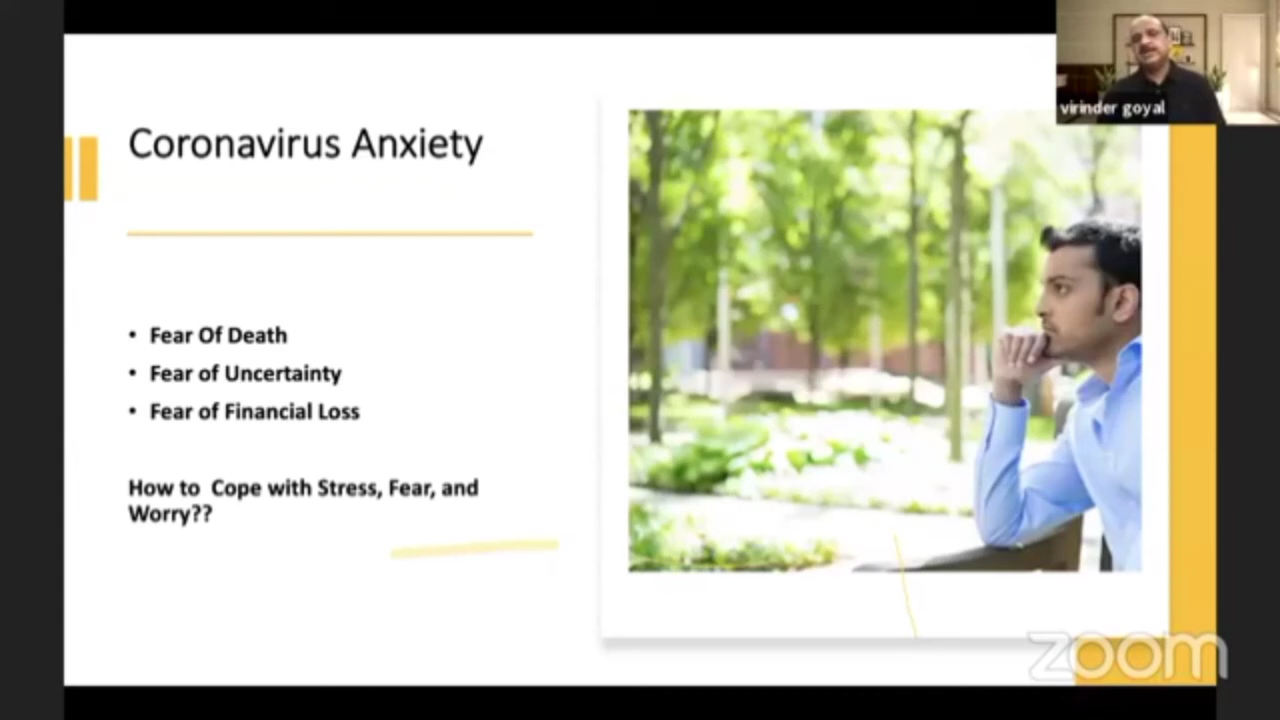 virinder goyal
Coronavirus Anxiety
• Fear Of Death
• Fear of Uncertainty
• Fear of Financial Loss
How to  Cope with Stress, Fear, and
Worry??
zoom